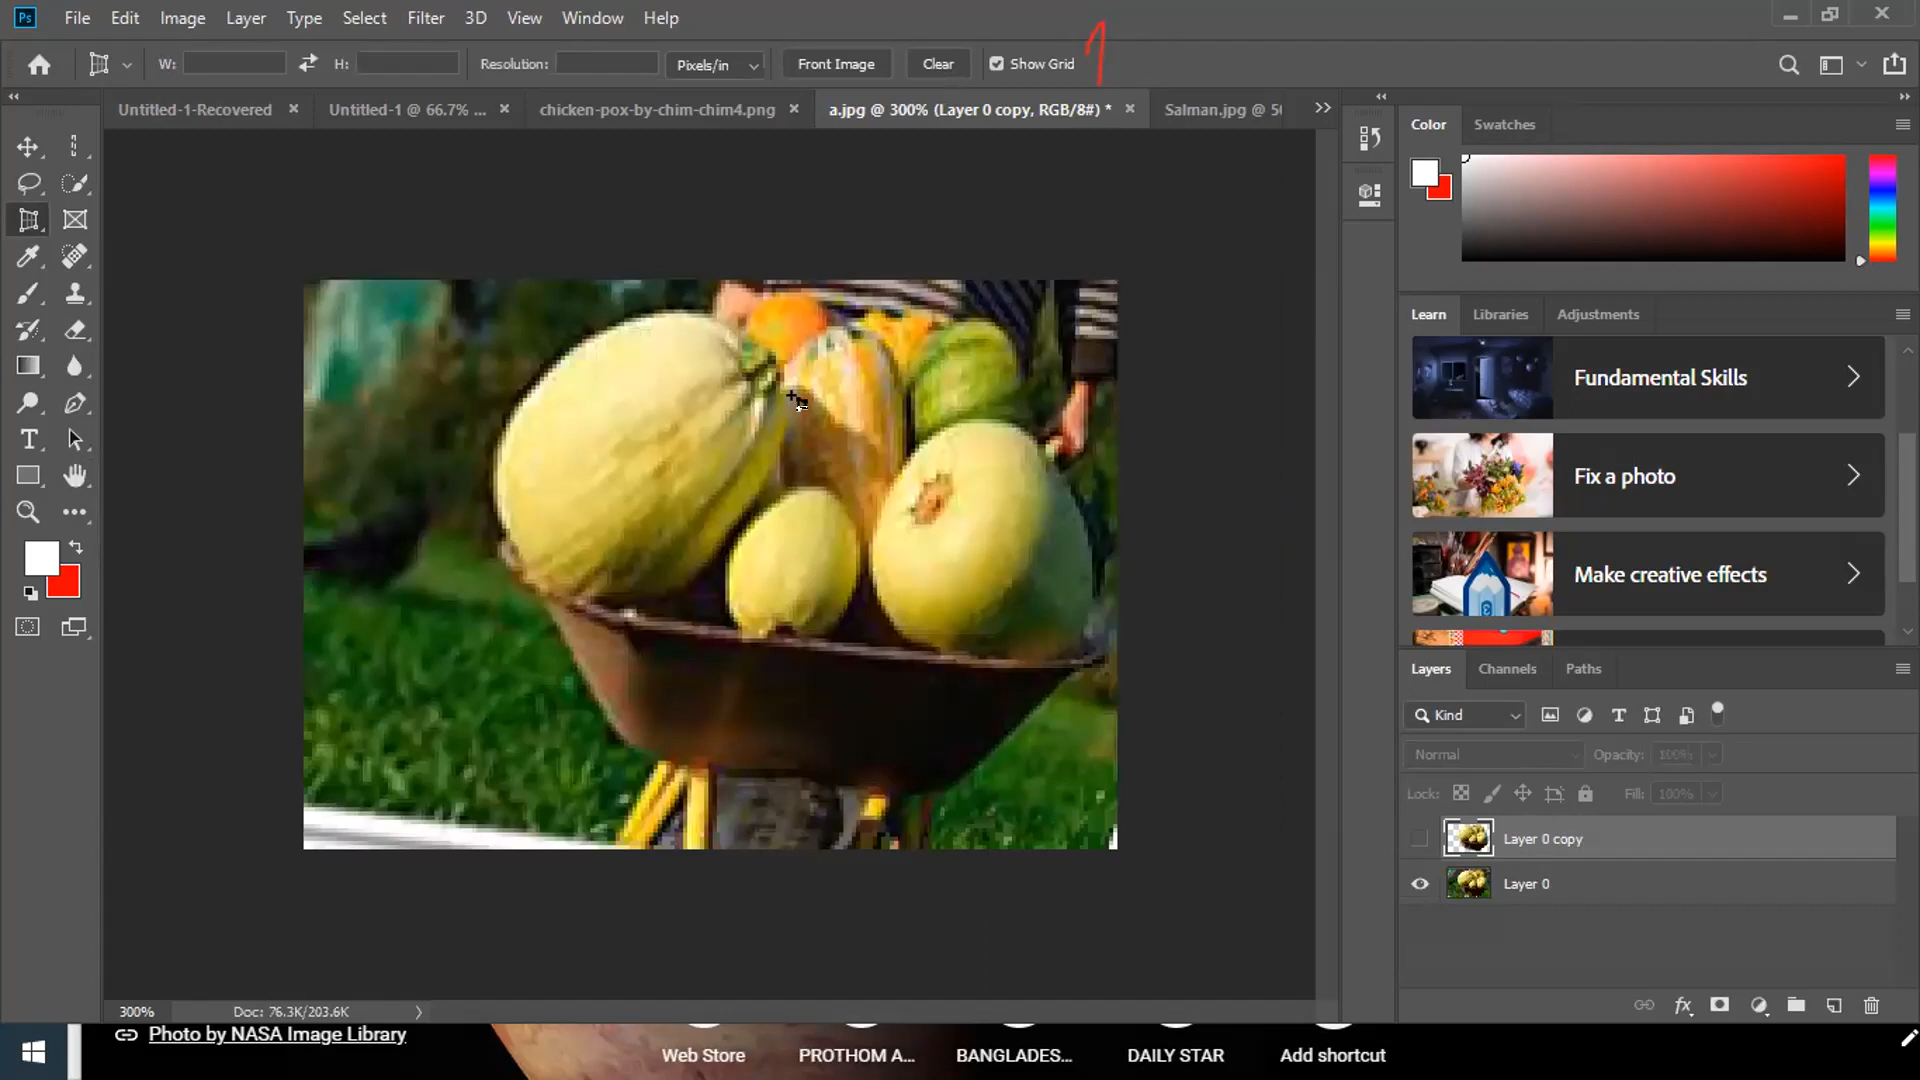 Ps File Edit Image Layer Type Select Filter 3D View Window Help
1
W: H: Resolution: Pixels/in Front Image Clear Show Grid
Untitled-1-Recovered × Untitled-1 @ 66.7% ... × chicken-pox-by-chim-chim4.png × a.jpg @ 300% (Layer 0 copy, RGB/8#) * × Salman.jpg @ 50
Color Swatches
Learn Libraries Adjustments
Fundamental Skills
Fix a photo
Make creative effects
Layers Channels Paths
Kind
Normal Opacity: 100%
Lock: Fill: 100%
Layer 0 copy
Layer 0
300% Doc: 76.3K/203.6K
Photo by NASA Image Library
Web Store PROTHOM A... BANGLADES... DAILY STAR Add shortcut